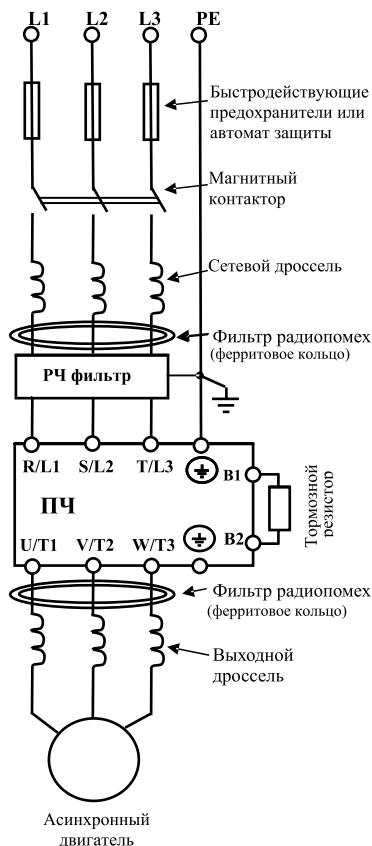 L1 L2 L3 PE
Быстродействующие
предохранители или
автомат защиты
Магнитный
контактор
Сетевой дроссель
Фильтр радиопомех
(ферритовое кольцо)
РЧ фильтр
R/L1 S/L2 T/L3
B1
ПЧ
Тормозной
резистор
U/T1 V/T2 W/T3
B2
Фильтр радиопомех
(ферритовое кольцо)
Выходной
дроссель
Асинхронный
двигатель